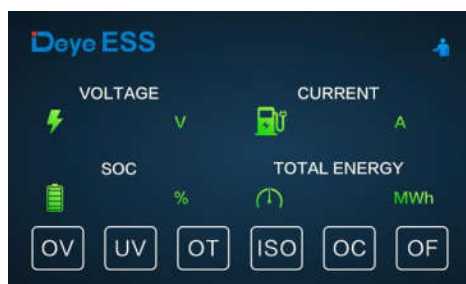 Deye ESS
VOLTAGE
CURRENT
V
A
SOC
TOTAL ENERGY
%
MWh
OV UV OT ISO OC OF